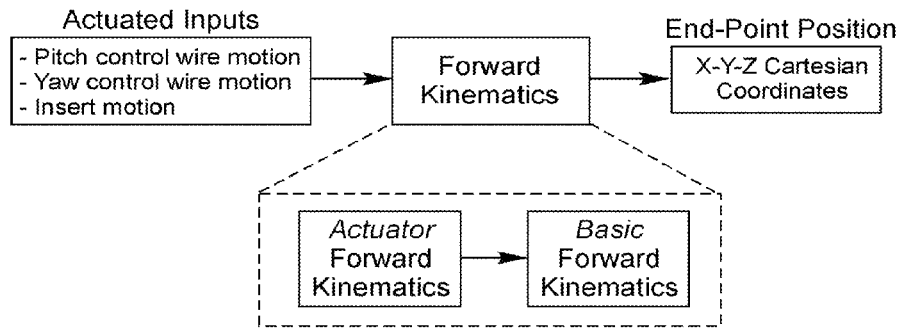 Actuated Inputs
- Pitch control wire motion
- Yaw control wire motion
- Insert motion
Forward
Kinematics
End-Point Position
X-Y-Z Cartesian
Coordinates
Actuator
Forward
Kinematics
Basic
Forward
Kinematics